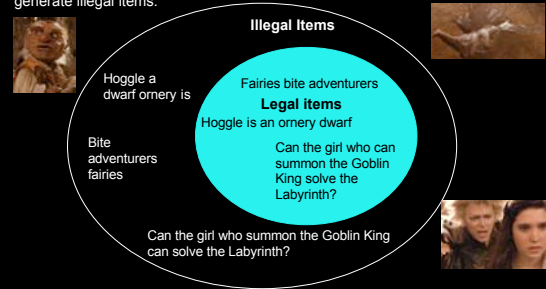 generate illegal items.
Illegal Items
Hoggle a
dwarf ornery is
Fairies bite adventurers
Legal items
Hoggle is an ornery dwarf
Bite
adventurers
fairies
Can the girl who can
summon the Goblin
King solve the
Labyrinth?
Can the girl who summon the Goblin King
can solve the Labyrinth?